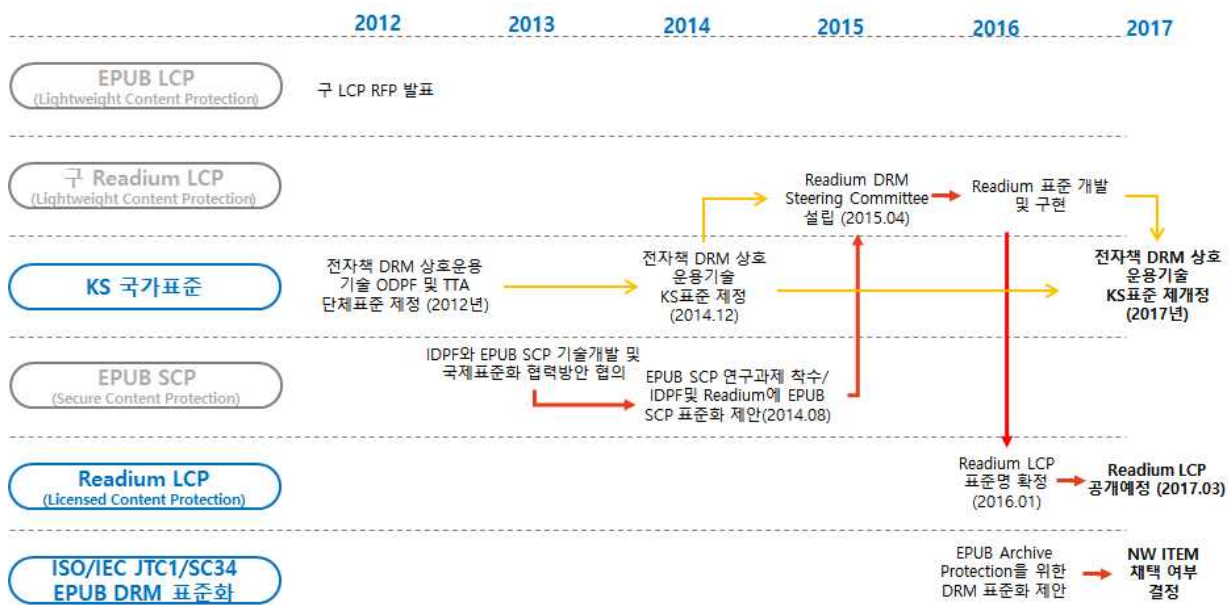 2012 2013 2014 2015 2016 2017
EPUB LCP
(Lightweight Content Protection)
구 LCP RFP 발표
구 Readium LCP
(Lightweight Content Protection)
Readium DRM
Steering Committee
설립 (2015.04)
Readium 표준 개발
및 구현
KS 국가표준
전자책 DRM 상호운용
기술 ODPF 및 TTA
단체표준 제정 (2012년)
전자책 DRM 상호
운용기술
KS표준 제정
(2014.12)
전자책 DRM 상호
운용기술
KS표준 제개정
(2017년)
EPUB SCP
(Secure Content Protection)
IDPF와 EPUB SCP 기술개발 및
국제표준화 협력방안 협의
EPUB SCP 연구과제 착수/
IDPF및 Readium에 EPUB
SCP 표준화 제안(2014.08)
Readium LCP
(Licensed Content Protection)
Readium LCP
표준명 확정
(2016.01)
Readium LCP
공개예정 (2017.03)
ISO/IEC JTC1/SC34
EPUB DRM 표준화
EPUB Archive
Protection을 위한
DRM 표준화 제안
NW ITEM
채택 여부
결정